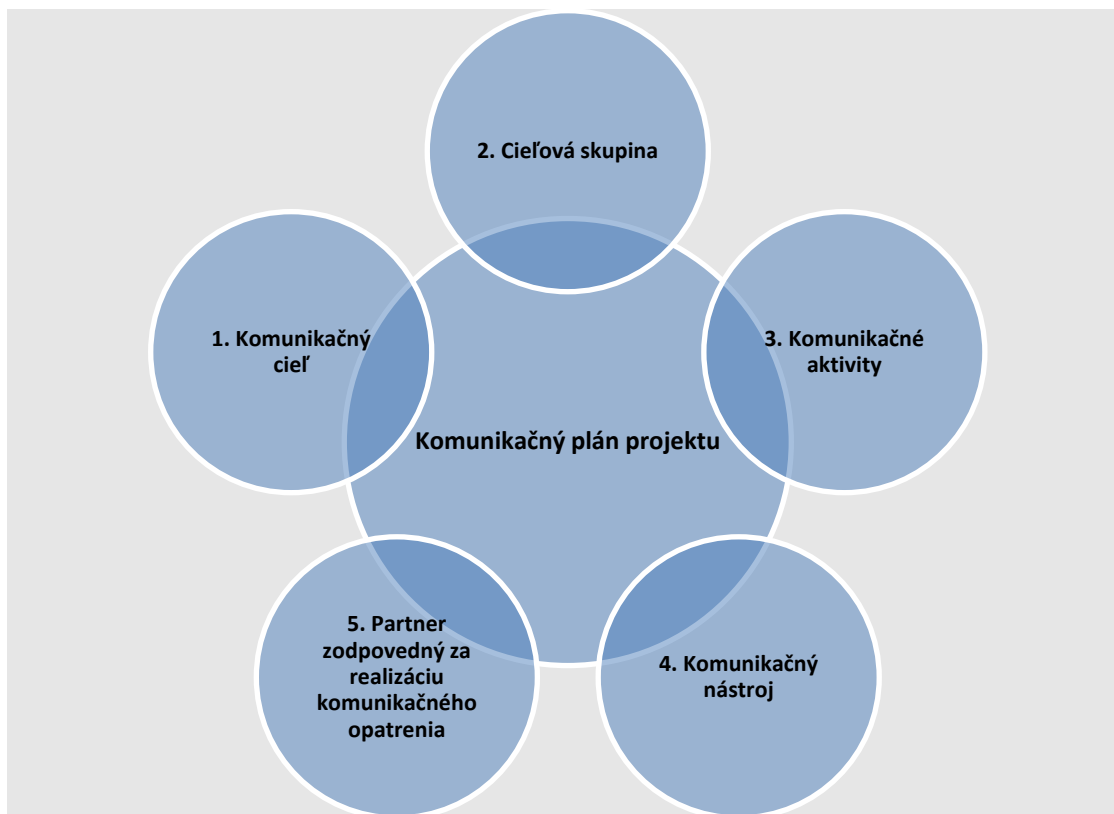 2. Cieľová skupina
1. Komunikačný
cieľ
3. Komunikačné
aktivity
Komunikačný plán projektu
5. Partner
zodpovedný za
realizáciu
komunikačného
opatrenia
4. Komunikačný
nástroj